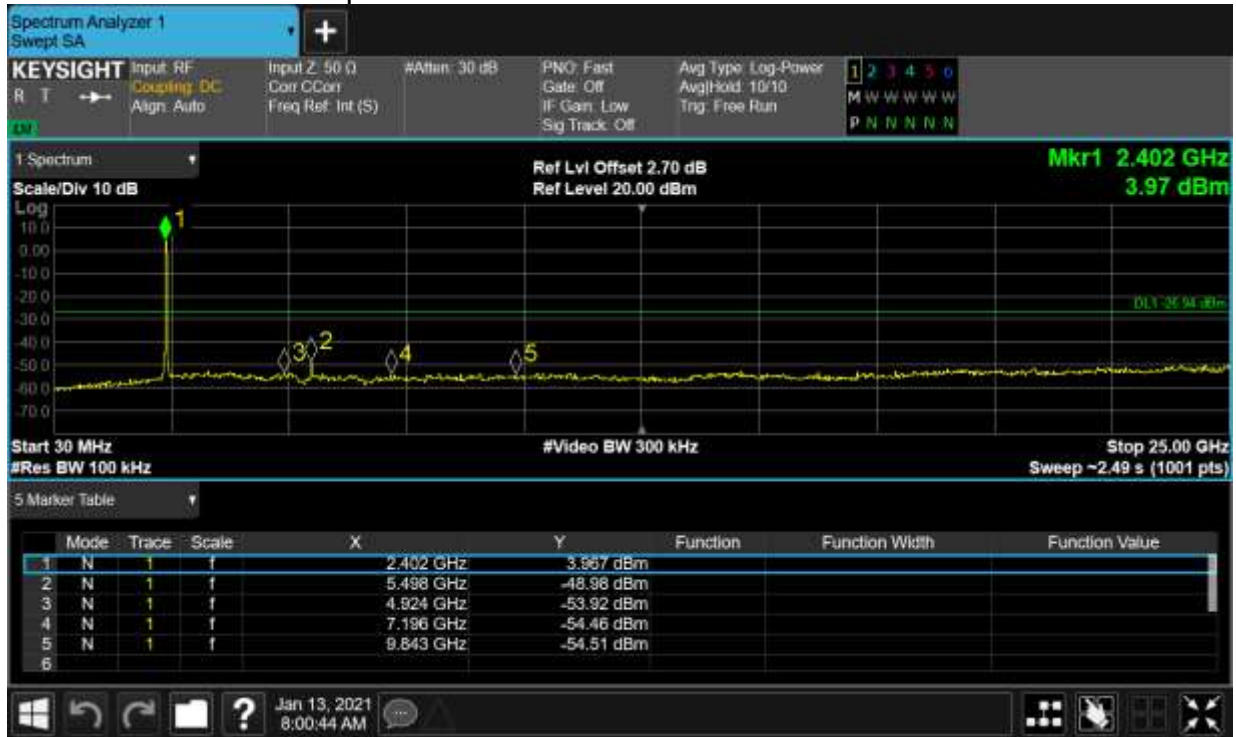 Spectrum Analyzer 1
Swept SA
+
KEYSIGHT
R T
Input: RF
Coupling: DC
Align: Auto
Input Z: 50 Ω
Corr CCorr
Freq Ref: Int (S)
#Atten: 30 dB
PNO: Fast
Gate: Off
IF Gain: Low
Sig Track: Off
Avg Type: Log-Power
Avg|Hold: 10/10
Trig: Free Run
1 2 3 4 5 6
M W W W W W
P N N N N N
1 Spectrum
Scale/Div 10 dB
Ref Lvl Offset 2.70 dB
Ref Level 20.00 dBm
Mkr1 2.402 GHz
3.97 dBm
Log
10.0
0.00
-10.0
-20.0
-30.0
-40.0
-50.0
-60.0
-70.0
1
3
2
4
5
DL1 -26.94 dBm
Start 30 MHz
#Video BW 300 kHz
Stop 25.00 GHz
#Res BW 100 kHz
Sweep ~2.49 s (1001 pts)
5 Marker Table
Mode Trace Scale X Y Function Function Width Function Value
1 N 1 f 2.402 GHz 3.967 dBm
2 N 1 f 5.498 GHz -48.98 dBm
3 N 1 f 4.924 GHz -53.92 dBm
4 N 1 f 7.196 GHz -54.46 dBm
5 N 1 f 9.843 GHz -54.51 dBm
6
?
Jan 13, 2021
8:00:44 AM